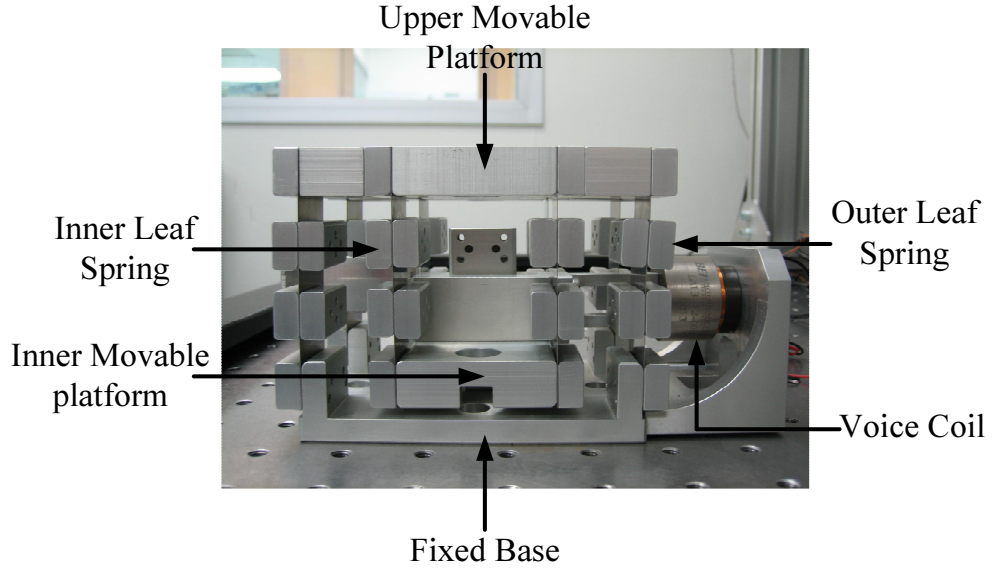 Upper Movable
Platform
Inner Leaf
Spring
Outer Leaf
Spring
Inner Movable
platform
Voice Coil
Fixed Base